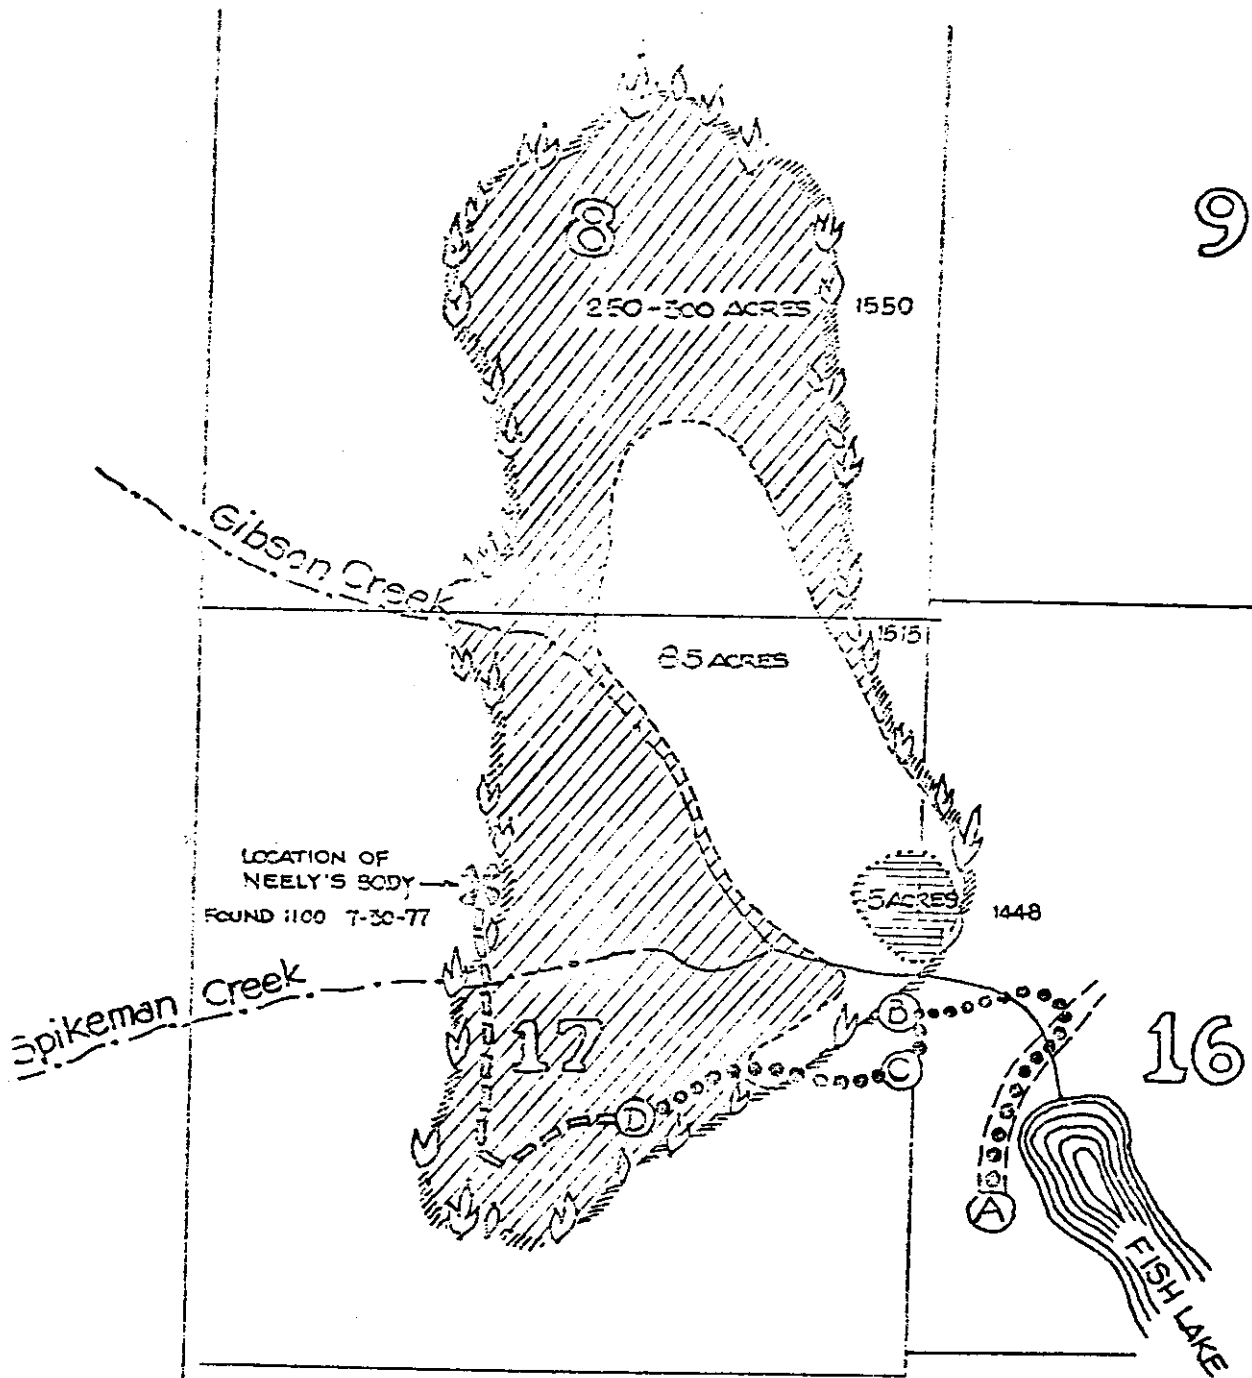 8
9
250-300 ACRES
1550
Gibson Creek
1515
85 ACRES
LOCATION OF
NEELY'S BODY
FOUND 1100 7-30-77
5 ACRES
1448
Spikeman Creek
17
B
16
C
D
A
FISH LAKE